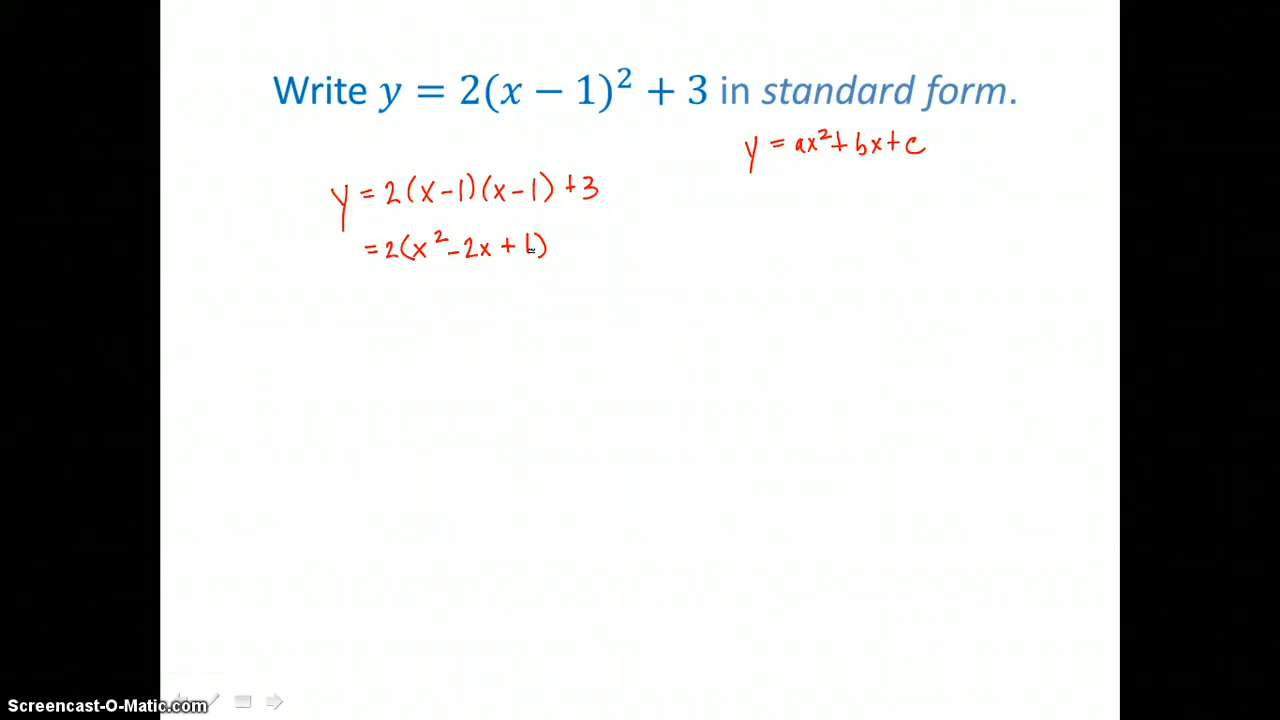 Write y = 2(x − 1)² + 3 in standard form.
y = ax² + bx + c
y = 2(x-1)(x-1) + 3
= 2(x² - 2x + 1)
Screencast-O-Matic.com